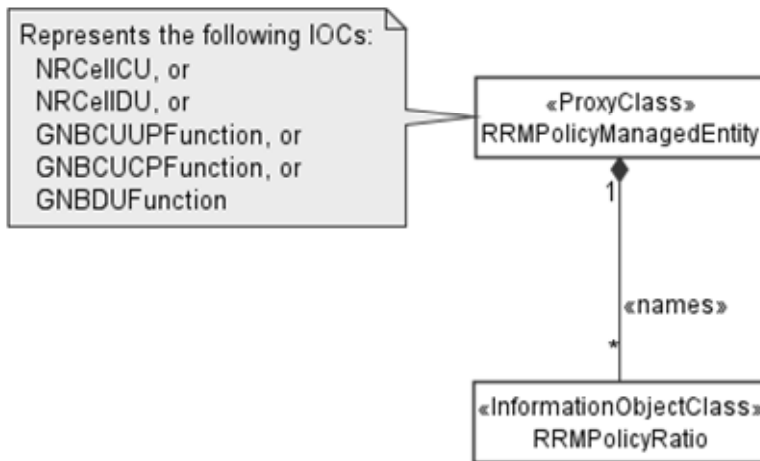 Represents the following IOCs:
NRCellCU, or
NRCellDU, or
GNBCUUPFunction, or
GNBCUCPFunction, or
GNBDUFunction
«ProxyClass»
RRMPolicyManagedEntity
1
«names»
*
«InformationObjectClass»
RRMPolicyRatio